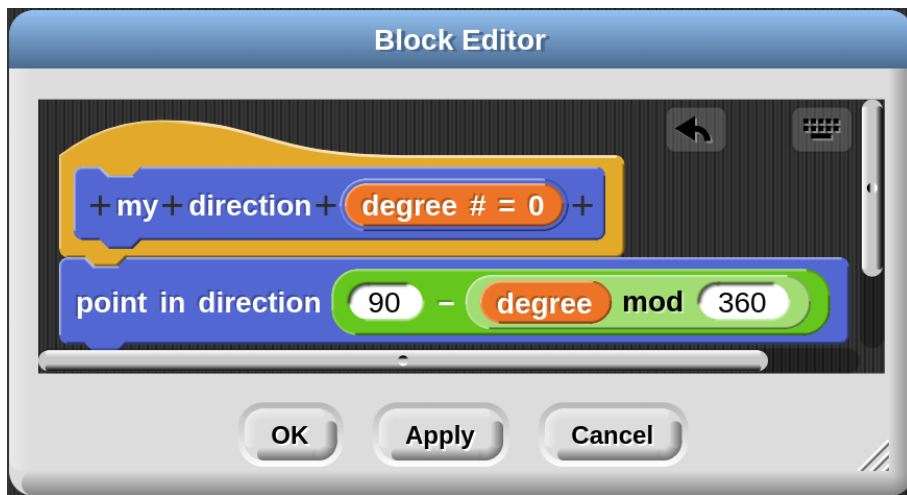 Block Editor
+ my + direction + degree # = 0 +
point in direction 90 − degree mod 360
OK Apply Cancel